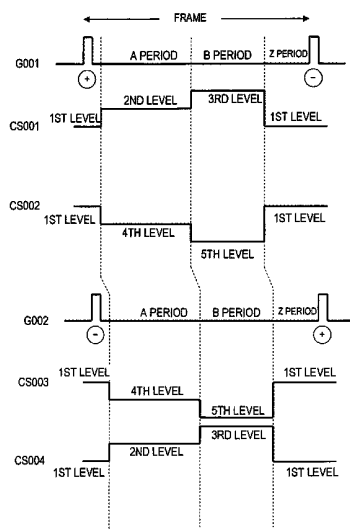 FRAME
A PERIOD B PERIOD Z PERIOD
G001
+ −
2ND LEVEL 3RD LEVEL
1ST LEVEL 1ST LEVEL
CS001
CS002
1ST LEVEL 1ST LEVEL
4TH LEVEL
5TH LEVEL
A PERIOD B PERIOD Z PERIOD
G002
− +
1ST LEVEL 1ST LEVEL
CS003
4TH LEVEL
5TH LEVEL
3RD LEVEL
2ND LEVEL
CS004
1ST LEVEL 1ST LEVEL